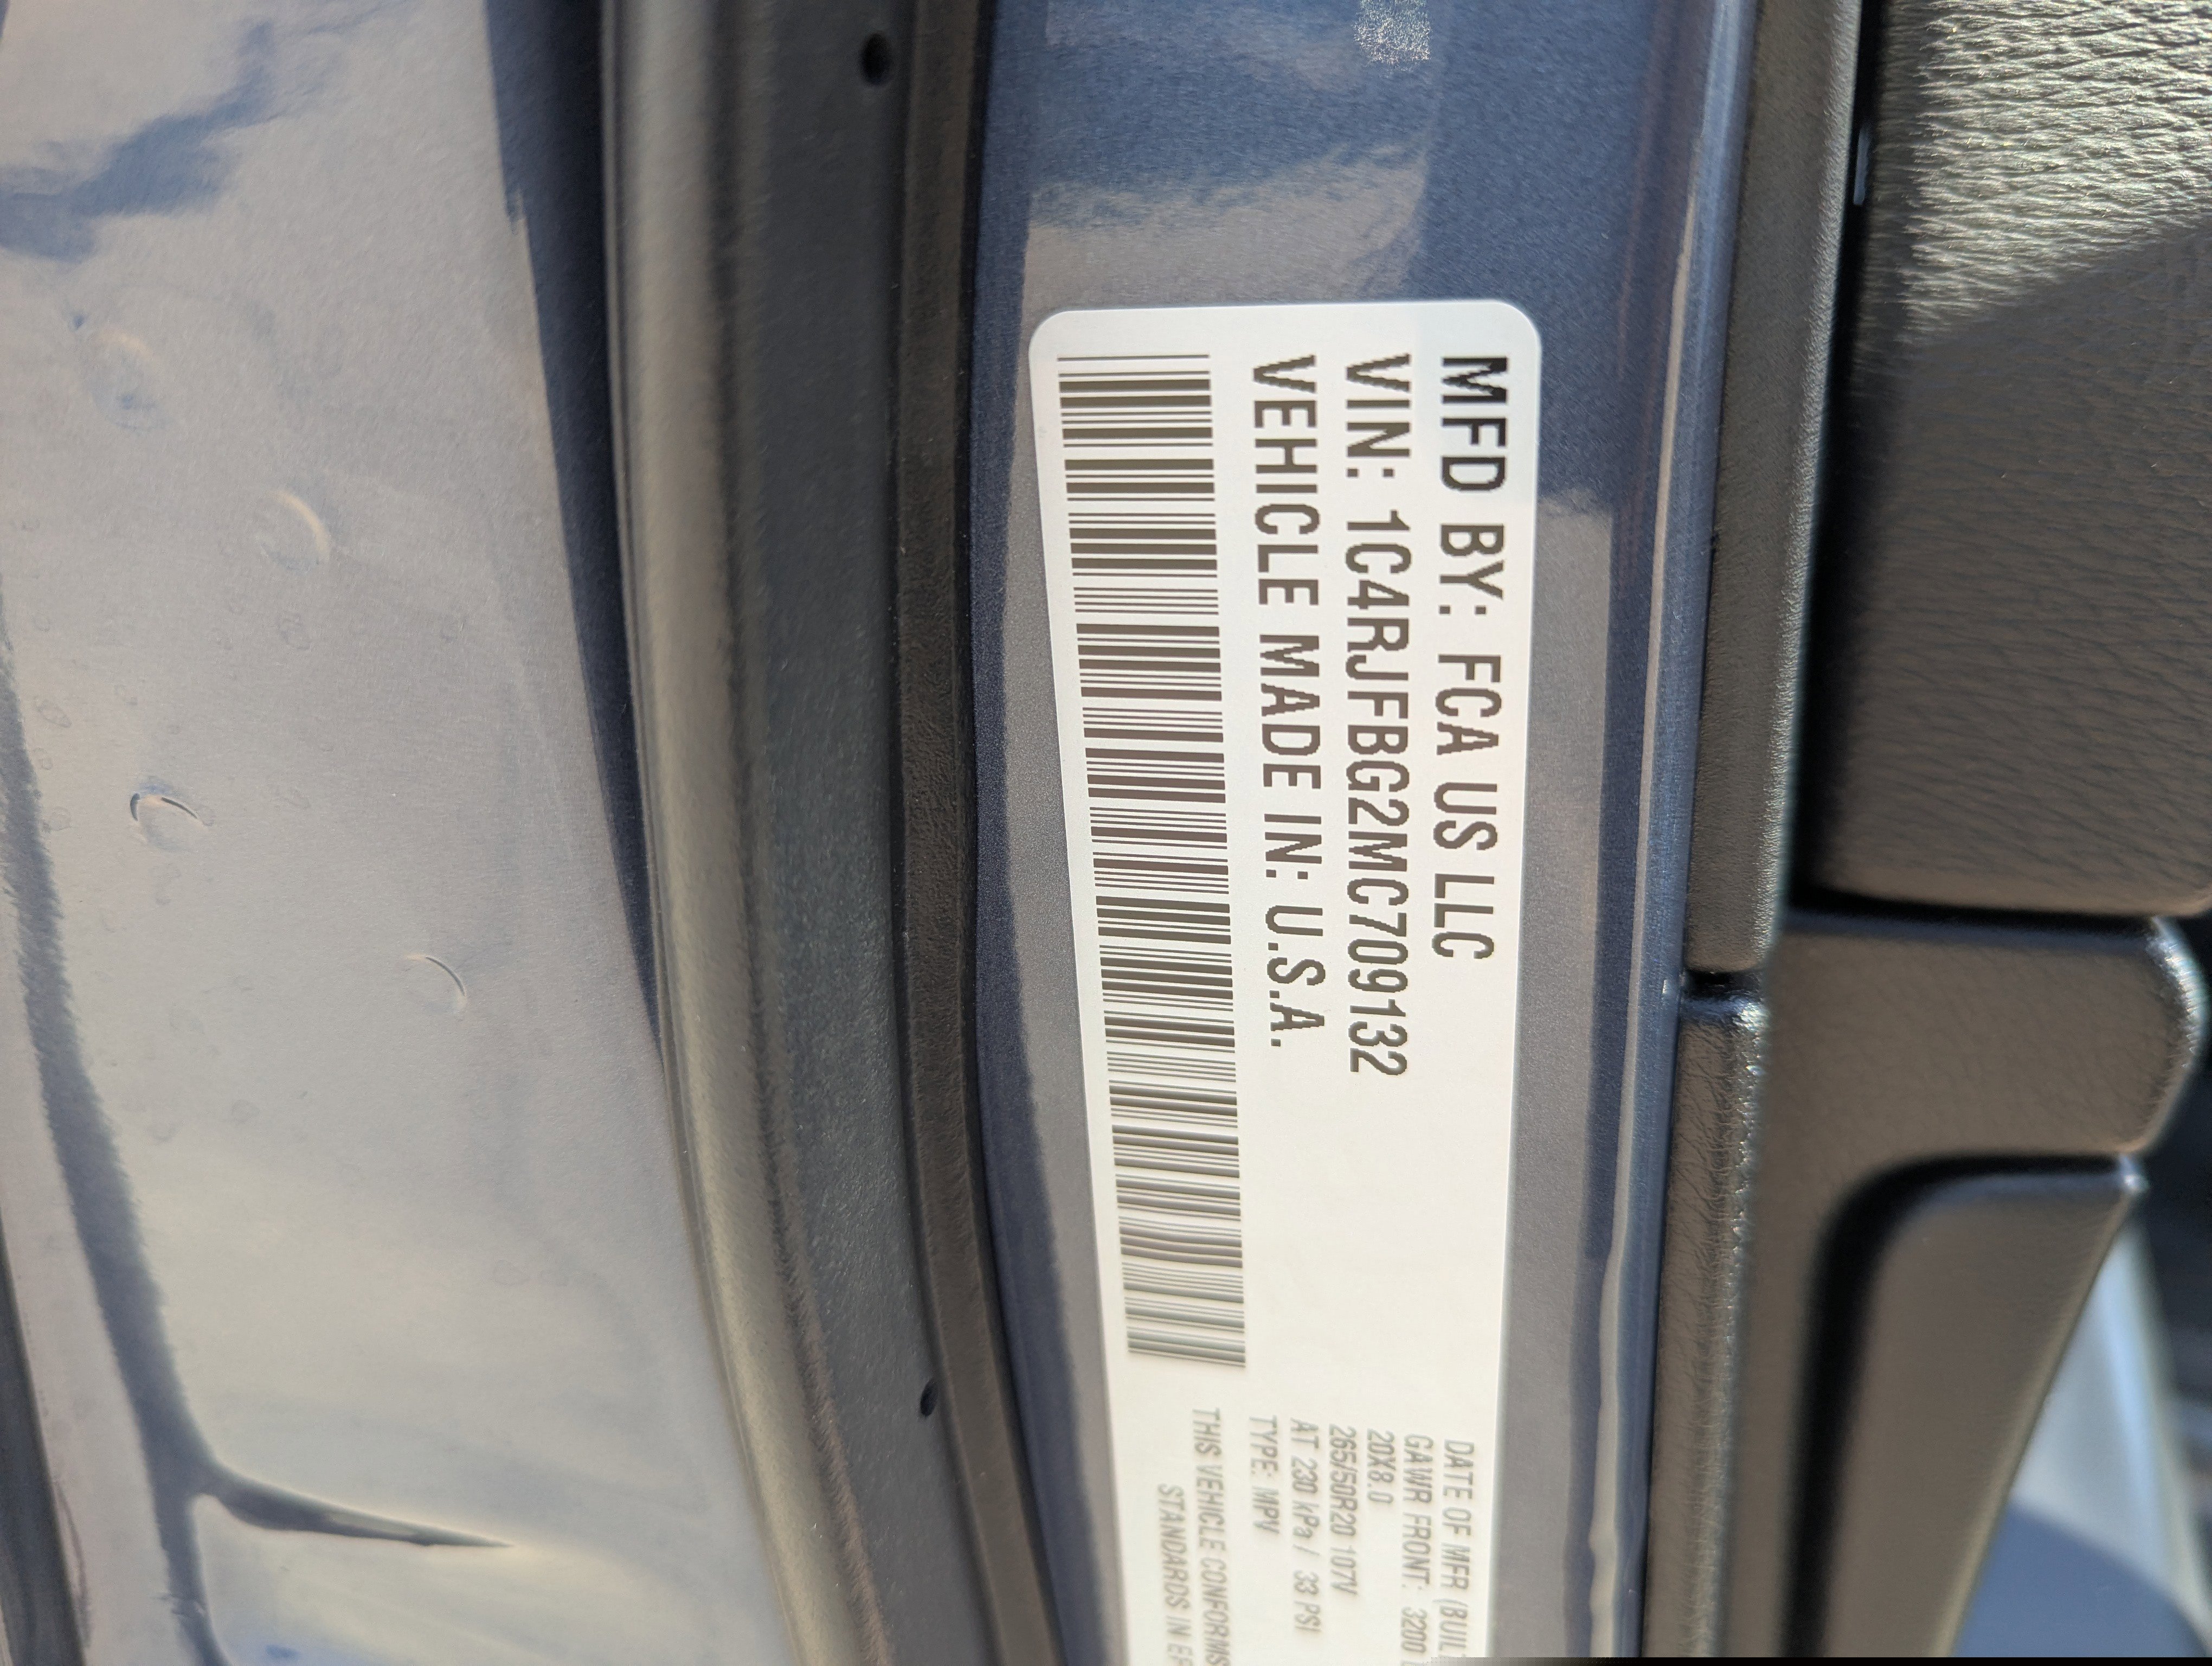 MFD BY: FCA US LLC
VIN: 1C4RJFBG2MC709132
VEHICLE MADE IN: U.S.A.
DATE OF MFR (BUIL
GAWR FRONT: 3200
20X8.0
265/50R20 107V
AT 230 kPa / 33 PSI
TYPE: MPV
THIS VEHICLE CONFORMS
STANDARDS IN